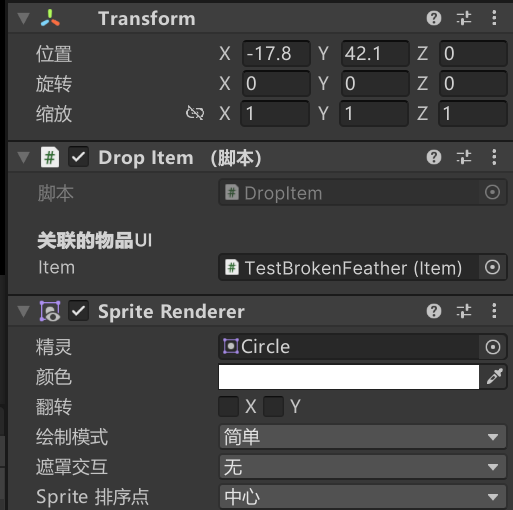 Transform
位置 X -17.8 Y 42.1 Z 0
旋转 X 0 Y 0 Z 0
缩放 X 1 Y 1 Z 1
# Drop Item （脚本）
脚本 # DropItem
关联的物品UI
Item # TestBrokenFeather (Item)
Sprite Renderer
精灵 Circle
颜色
翻转 X Y
绘制模式 简单
遮罩交互 无
Sprite 排序点 中心